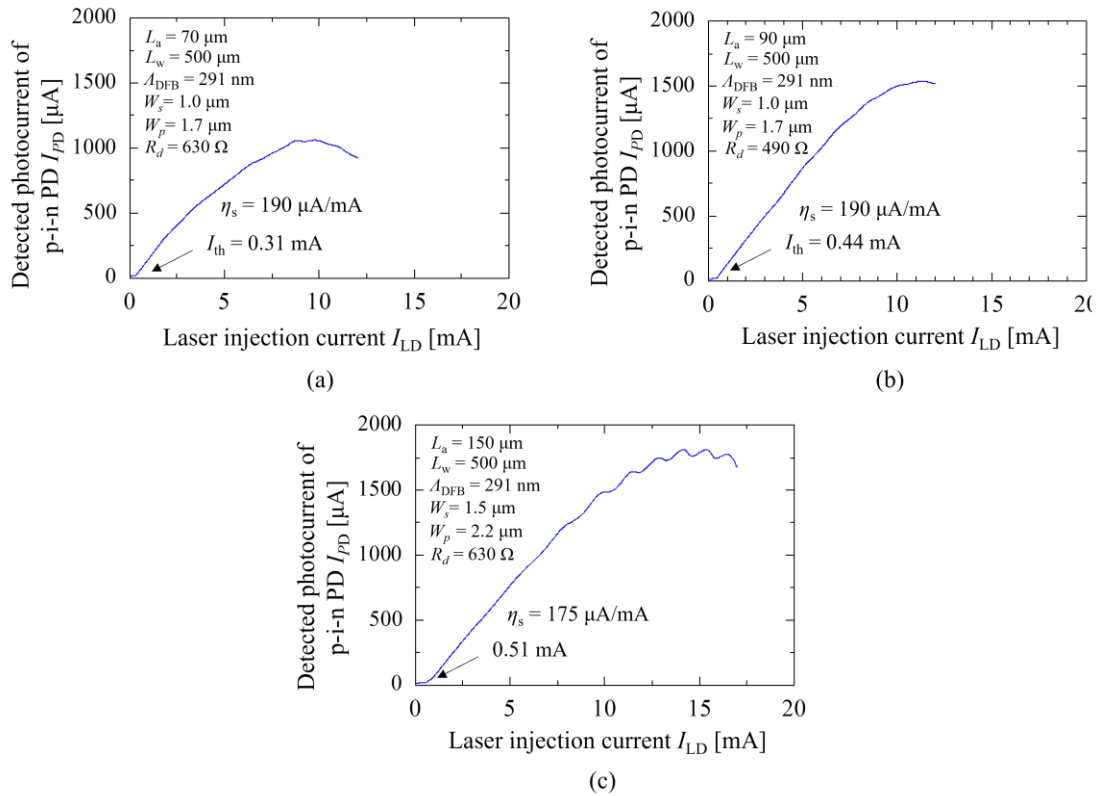 Detected photocurrent of
p-i-n PD I_PD [μA]
2000
1500
1000
500
0
L_a = 70 μm
L_w = 500 μm
Λ_DFB = 291 nm
W_s= 1.0 μm
W_p= 1.7 μm
R_d = 630 Ω
η_s = 190 μA/mA
I_th = 0.31 mA
0 5 10 15 20
Laser injection current I_LD [mA]
(a)
Detected photocurrent of
p-i-n PD I_PD [μA]
2000
1500
1000
500
0
L_a = 90 μm
L_w = 500 μm
Λ_DFB = 291 nm
W_s= 1.0 μm
W_p= 1.7 μm
R_d = 490 Ω
η_s = 190 μA/mA
I_th = 0.44 mA
0 5 10 15 20
Laser injection current I_LD [mA]
(b)
Detected photocurrent of
p-i-n PD I_PD [μA]
2000
1500
1000
500
0
L_a = 150 μm
L_w = 500 μm
Λ_DFB = 291 nm
W_s= 1.5 μm
W_p = 2.2 μm
R_d = 630 Ω
η_s = 175 μA/mA
0.51 mA
0 5 10 15 20
Laser injection current I_LD [mA]
(c)